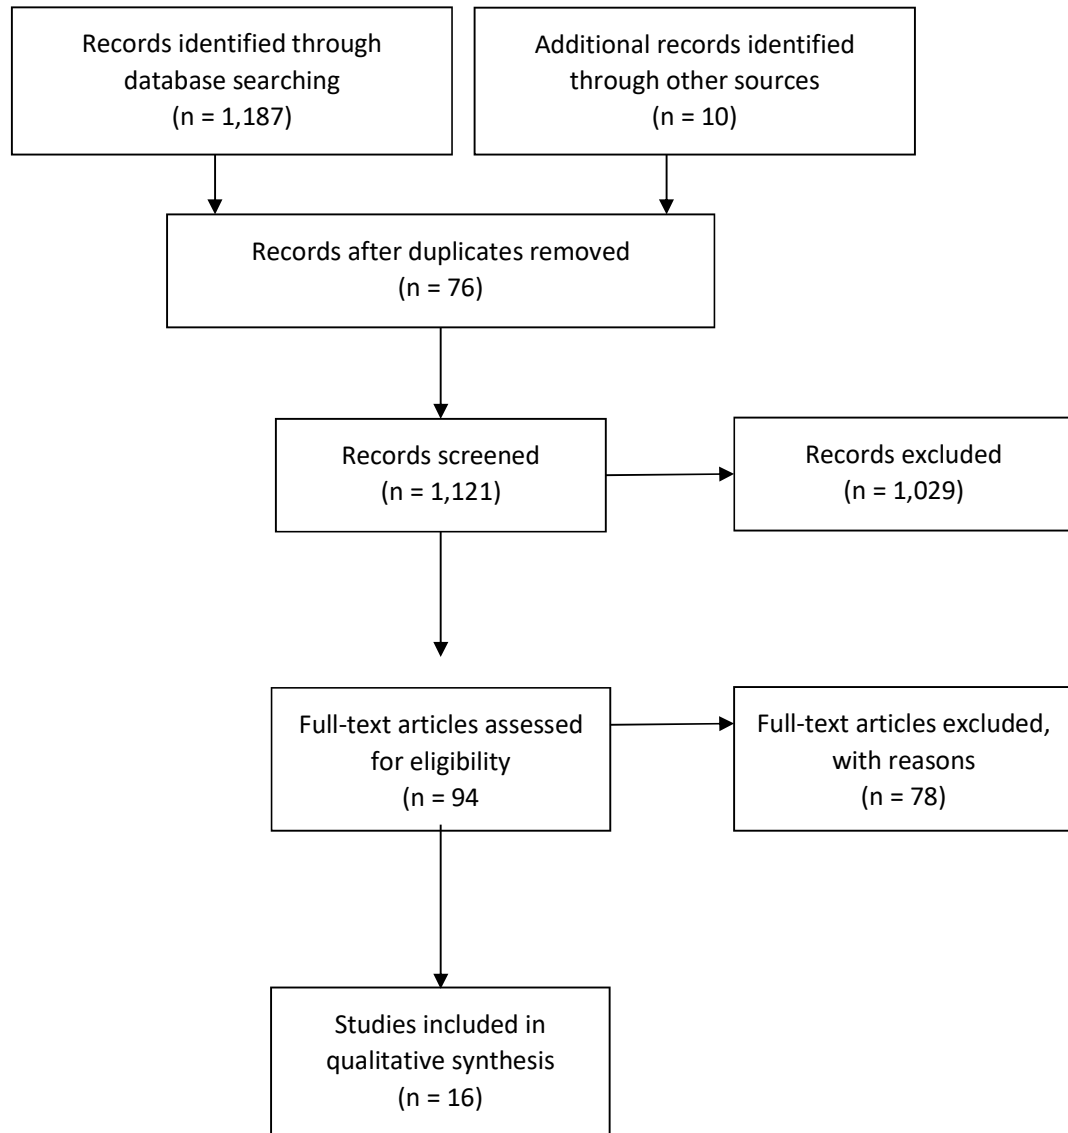 Records identified through
database searching
(n = 1,187)
Additional records identified
through other sources
(n = 10)
Records after duplicates removed
(n = 76)
Records screened
(n = 1,121)
Records excluded
(n = 1,029)
Full-text articles assessed
for eligibility
(n = 94
Full-text articles excluded,
with reasons
(n = 78)
Studies included in
qualitative synthesis
(n = 16)